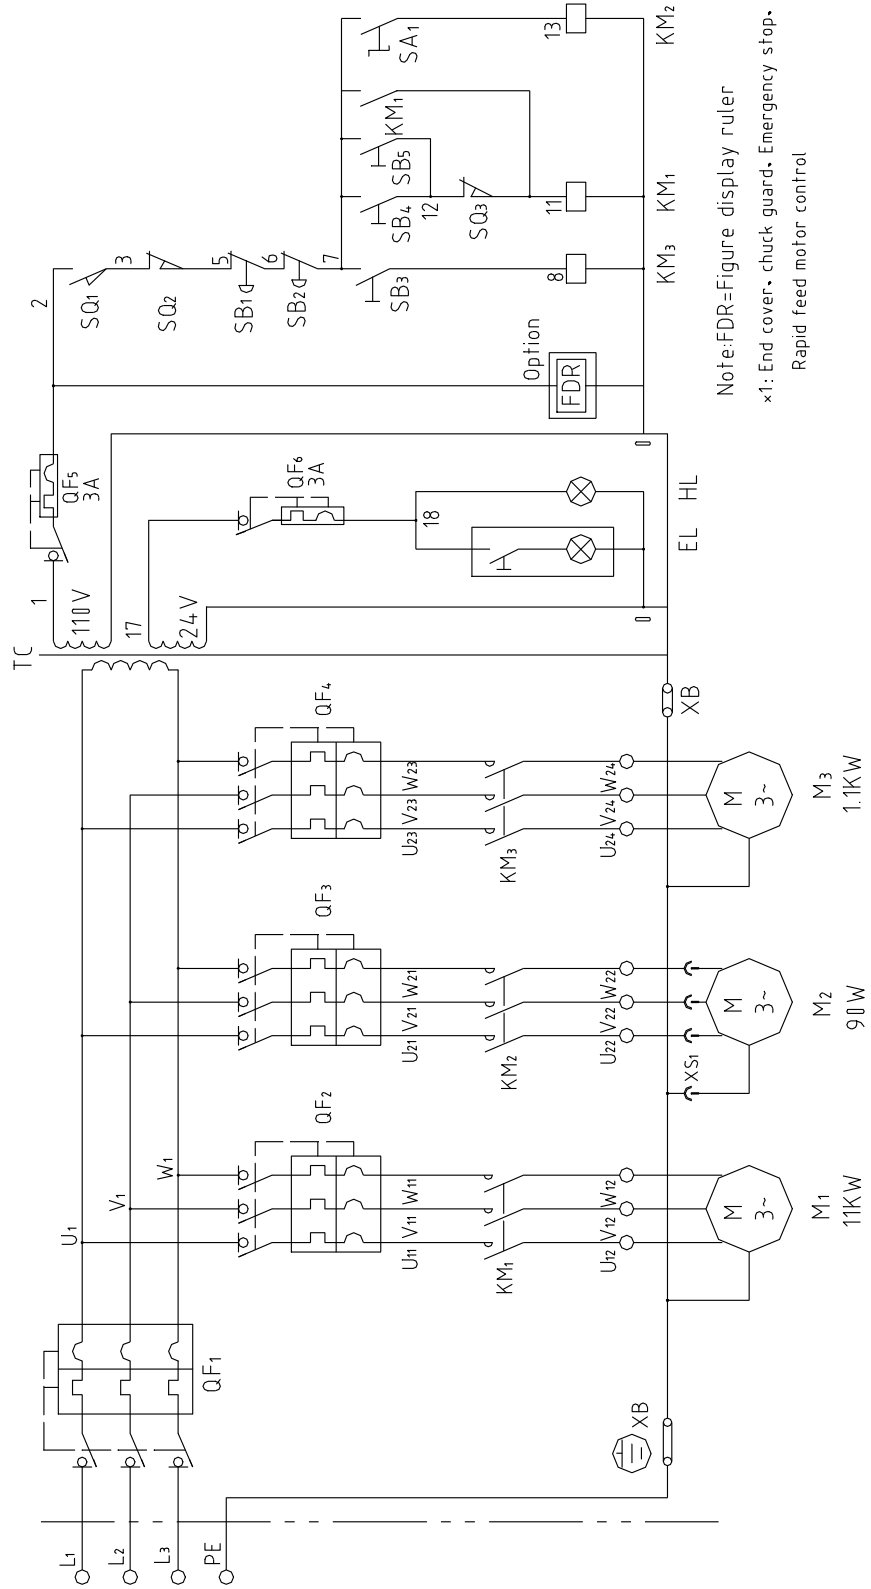 L1
L2
L3
PE
QF1
XB
U1
V1
W1
QF2
U11 V11 W11
KM1
U12 V12 W12
M
3~
M1
11KW
QF3
U21 V21 W21
KM2
U22 V22 W22
XS1
M
3~
M2
90W
QF4
U23 V23 W23
KM3
U24 V24 W24
M
3~
M3
1.1KW
XB
TC
1
110V
17
24V
QF5
3A
QF6
3A
18
EL
HL
2
Option
FDR
SQ1
3
SQ2
5
SB1
6
SB2
7
SB3
8
KM3
SB4
SB5
12
KM1
SQ3
11
KM1
SA1
13
KM2
Note:FDR=Figure display ruler
×1: End cover, chuck guard, Emergency stop,
Rapid feed motor control